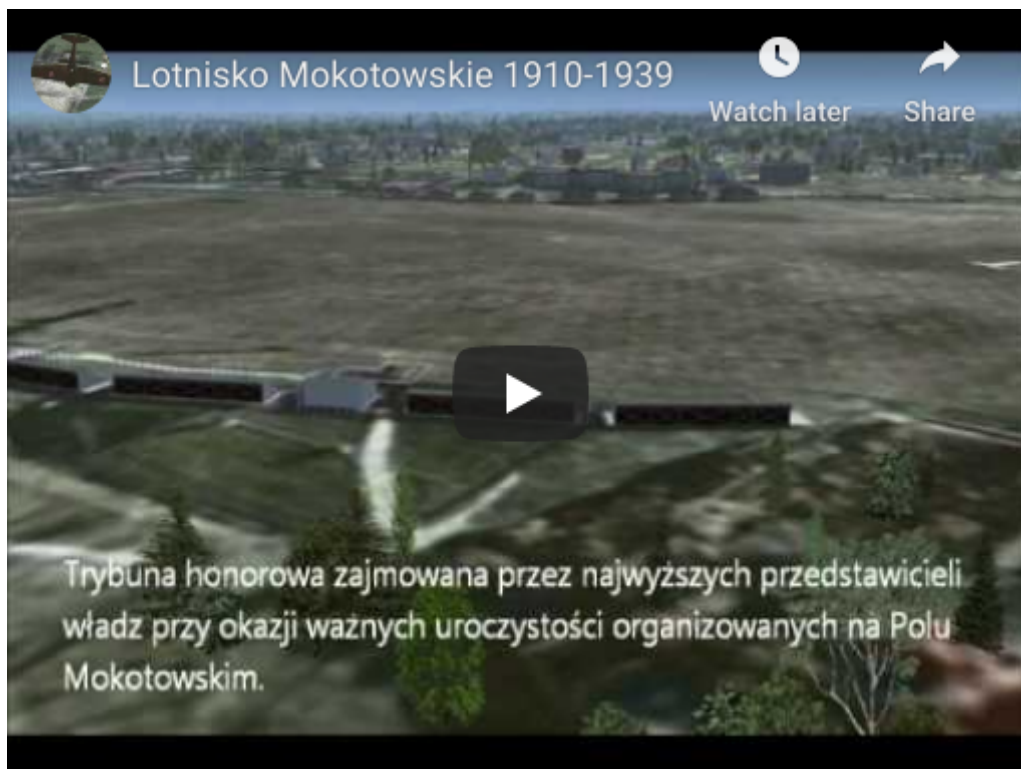 Lotnisko Mokotowskie 1910-1939
Watch later
Share
Trybuna honorowa zajmowana przez najwyższych przedstawicieli
władz przy okazji ważnych uroczystości organizowanych na Polu
Mokotowskim.